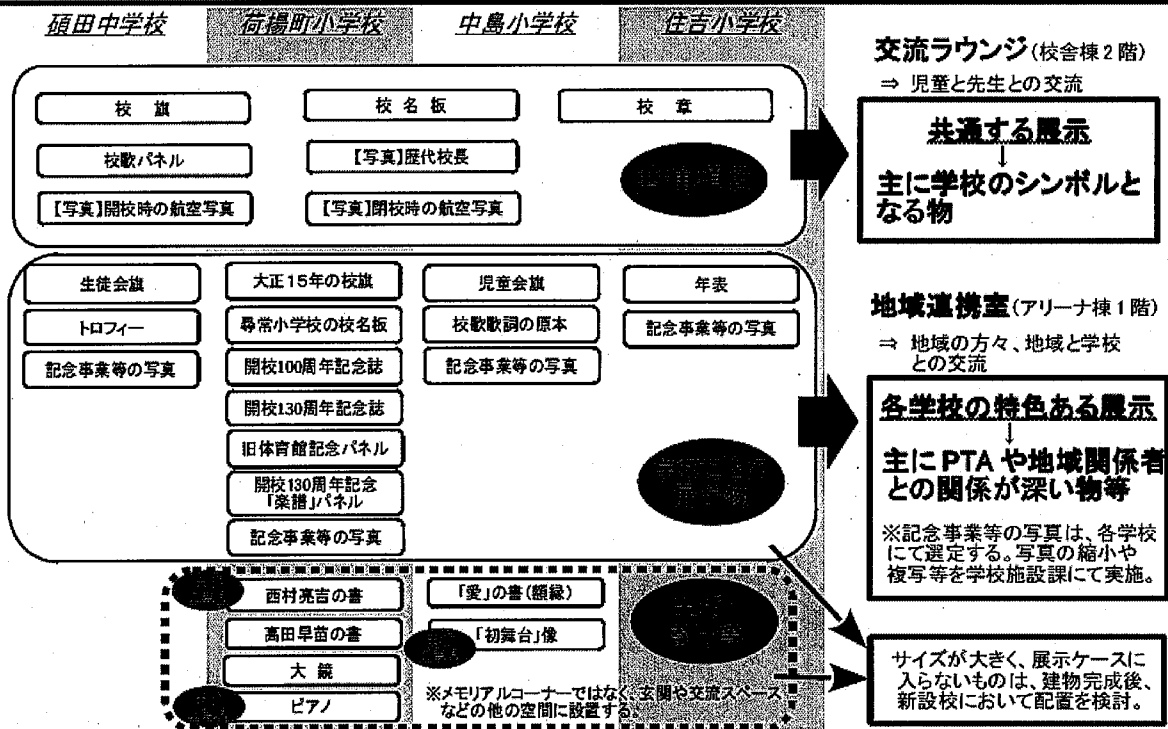 碩田中学校 荷揚町小学校 中島小学校 住吉小学校
校 旗 校 名 板 校 章
校歌パネル 【写真】歴代校長
【写真】開校時の航空写真 【写真】閉校時の航空写真
交流ラウンジ(校舎棟2階)
⇒ 児童と先生との交流
共通する展示
↓
主に学校のシンボルと
なる物
生徒会旗
トロフィー
記念事業等の写真
大正15年の校旗
尋常小学校の校名板
開校100周年記念誌
開校130周年記念誌
旧体育館記念パネル
開校130周年記念
「楽譜」パネル
記念事業等の写真
児童会旗
校歌歌詞の原本
記念事業等の写真
年表
記念事業等の写真
地域連携室(アリーナ棟1階)
⇒ 地域の方々、地域と学校
との交流
各学校の特色ある展示
↓
主にPTAや地域関係者
との関係が深い物等
※記念事業等の写真は、各学校
にて選定する。写真の縮小や
複写等を学校施設課にて実施。
西村亮吉の書
高田早苗の書
大 鏡
ピアノ
「愛」の書(額縁)
「初舞台」像
※メモリアルコーナーではなく、玄関や交流スペース
などの他の空間に設置する。
サイズが大きく、展示ケースに
入らないものは、建物完成後、
新設校において配置を検討。